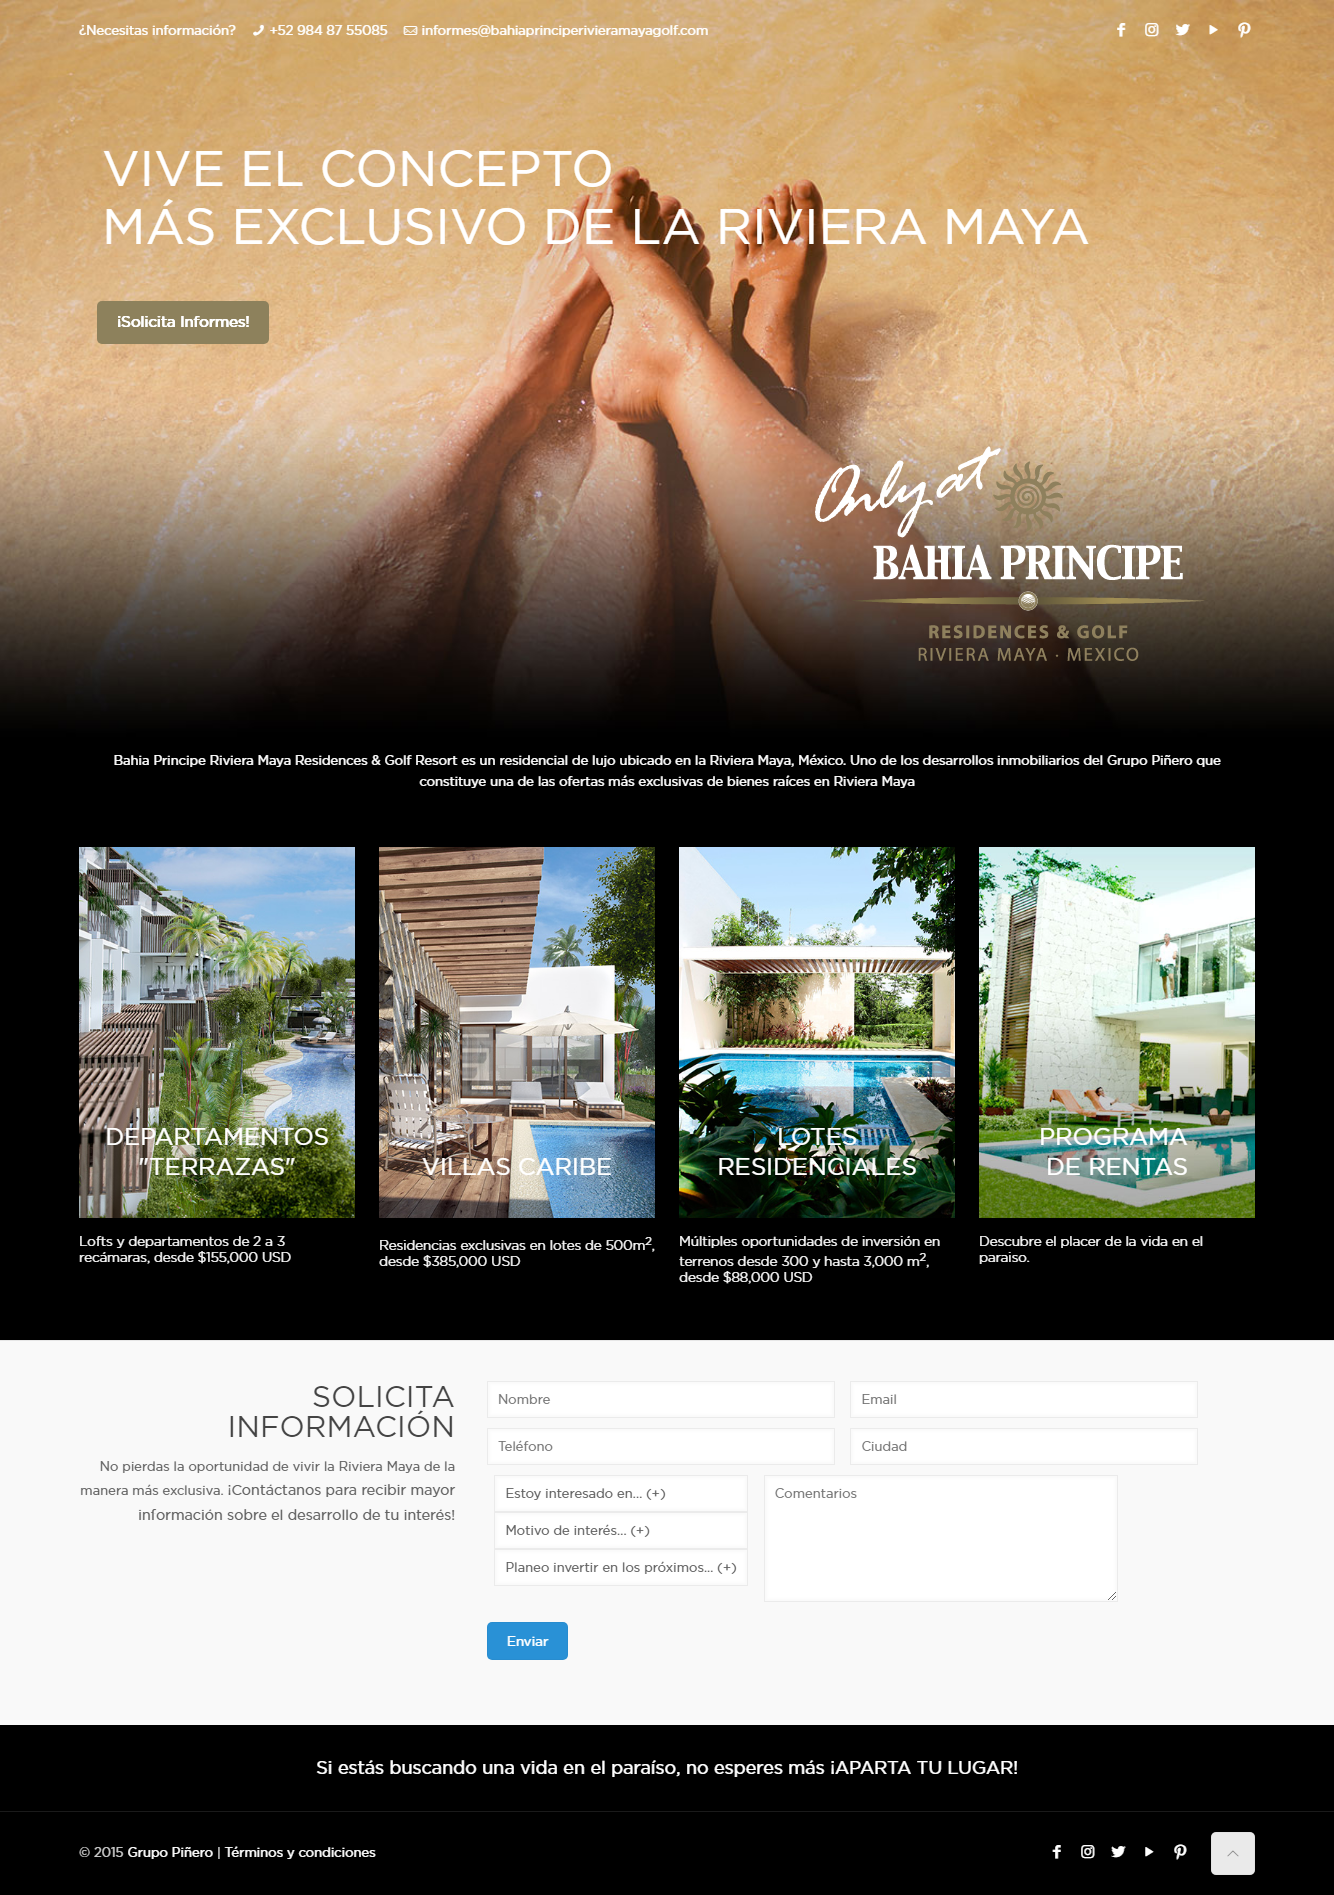 ¿Necesitas información? +52 984 87 55085 informes@bahiaprinciperivieramayagolf.com
VIVE EL CONCEPTO
MÁS EXCLUSIVO DE LA RIVIERA MAYA
¡Solicita Informes!
Only at
BAHIA PRINCIPE
RESIDENCES & GOLF
RIVIERA MAYA · MEXICO
Bahia Principe Riviera Maya Residences & Golf Resort es un residencial de lujo ubicado en la Riviera Maya, México. Uno de los desarrollos inmobiliarios del Grupo Piñero que
constituye una de las ofertas más exclusivas de bienes raíces en Riviera Maya
DEPARTAMENTOS
"TERRAZAS"
Lofts y departamentos de 2 a 3
recámaras, desde $155,000 USD
VILLAS CARIBE
Residencias exclusivas en lotes de 500m²,
desde $385,000 USD
LOTES
RESIDENCIALES
Múltiples oportunidades de inversión en
terrenos desde 300 y hasta 3,000 m²,
desde $88,000 USD
PROGRAMA
DE RENTAS
Descubre el placer de la vida en el
paraiso.
SOLICITA
INFORMACIÓN
No pierdas la oportunidad de vivir la Riviera Maya de la
manera más exclusiva. ¡Contáctanos para recibir mayor
información sobre el desarrollo de tu interés!
Nombre
Email
Teléfono
Ciudad
Estoy interesado en... (+)
Motivo de interés... (+)
Planeo invertir en los próximos... (+)
Comentarios
Enviar
Si estás buscando una vida en el paraíso, no esperes más ¡APARTA TU LUGAR!
© 2015 Grupo Piñero | Términos y condiciones